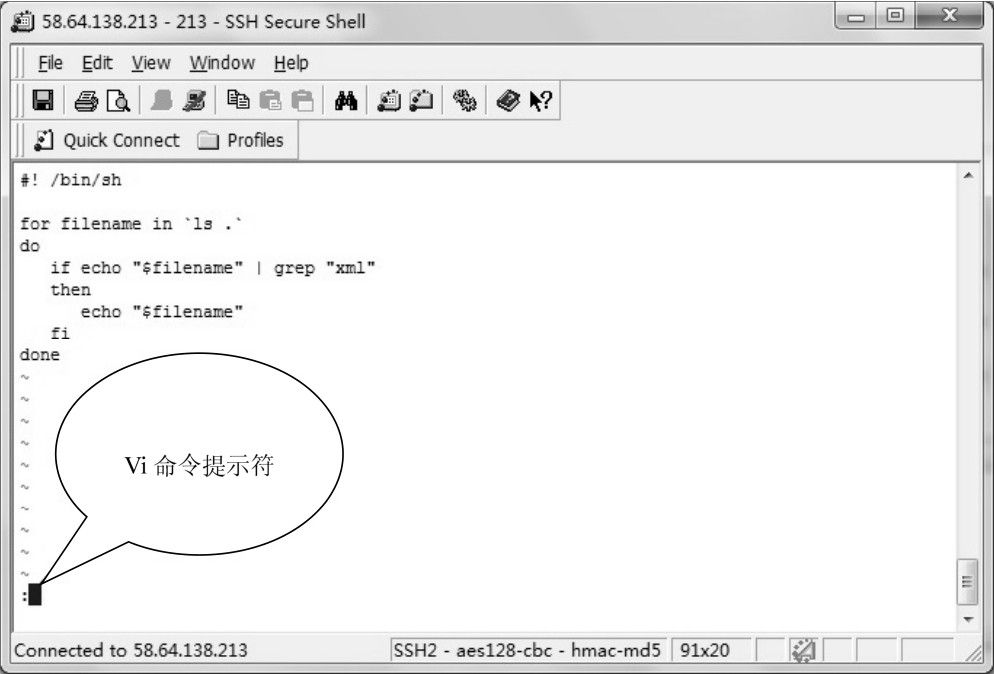 58.64.138.213 - 213 - SSH Secure Shell
File Edit View Window Help
Quick Connect Profiles
#! /bin/sh
for filename in `ls .`
do
if echo "$filename" | grep "xml"
then
echo "$filename"
fi
done
~
~
~
~
Vi 命令提示符
~
~
~
~
~
~
:
Connected to 58.64.138.213 SSH2 - aes128-cbc - hmac-md5 91x20